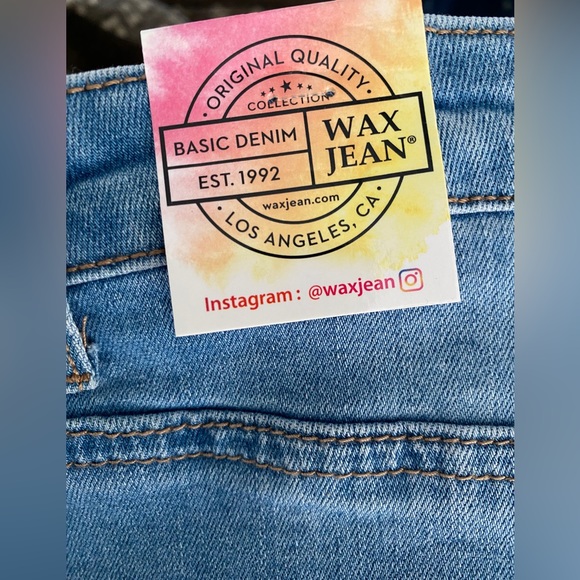 ORIGINAL QUALITY
COLLECTION
BASIC DENIM
EST. 1992
WAX
JEAN®
waxjean.com
LOS ANGELES, CA
Instagram : @waxjean